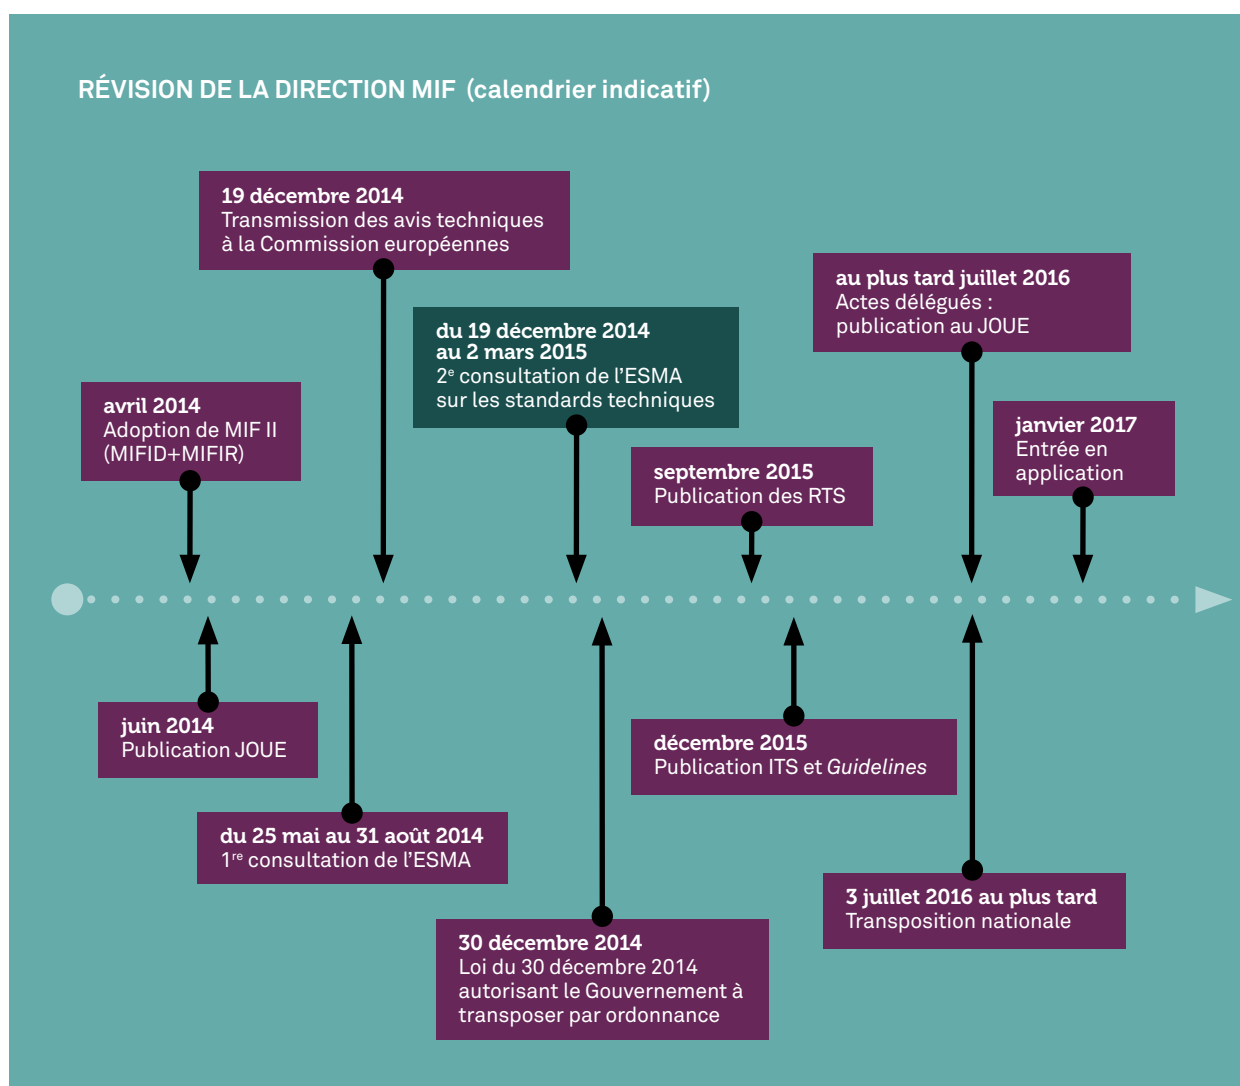 RÉVISION DE LA DIRECTION MIF (calendrier indicatif)
19 décembre 2014
Transmission des avis techniques
à la Commission européennes
au plus tard juillet 2016
Actes délégués :
publication au JOUE
du 19 décembre 2014
au 2 mars 2015
2e consultation de l'ESMA
sur les standards techniques
avril 2014
Adoption de MIF II
(MIFID+MIFIR)
janvier 2017
Entrée en
application
septembre 2015
Publication des RTS
juin 2014
Publication JOUE
décembre 2015
Publication ITS et Guidelines
du 25 mai au 31 août 2014
1re consultation de l'ESMA
3 juillet 2016 au plus tard
Transposition nationale
30 décembre 2014
Loi du 30 décembre 2014
autorisant le Gouvernement à
transposer par ordonnance